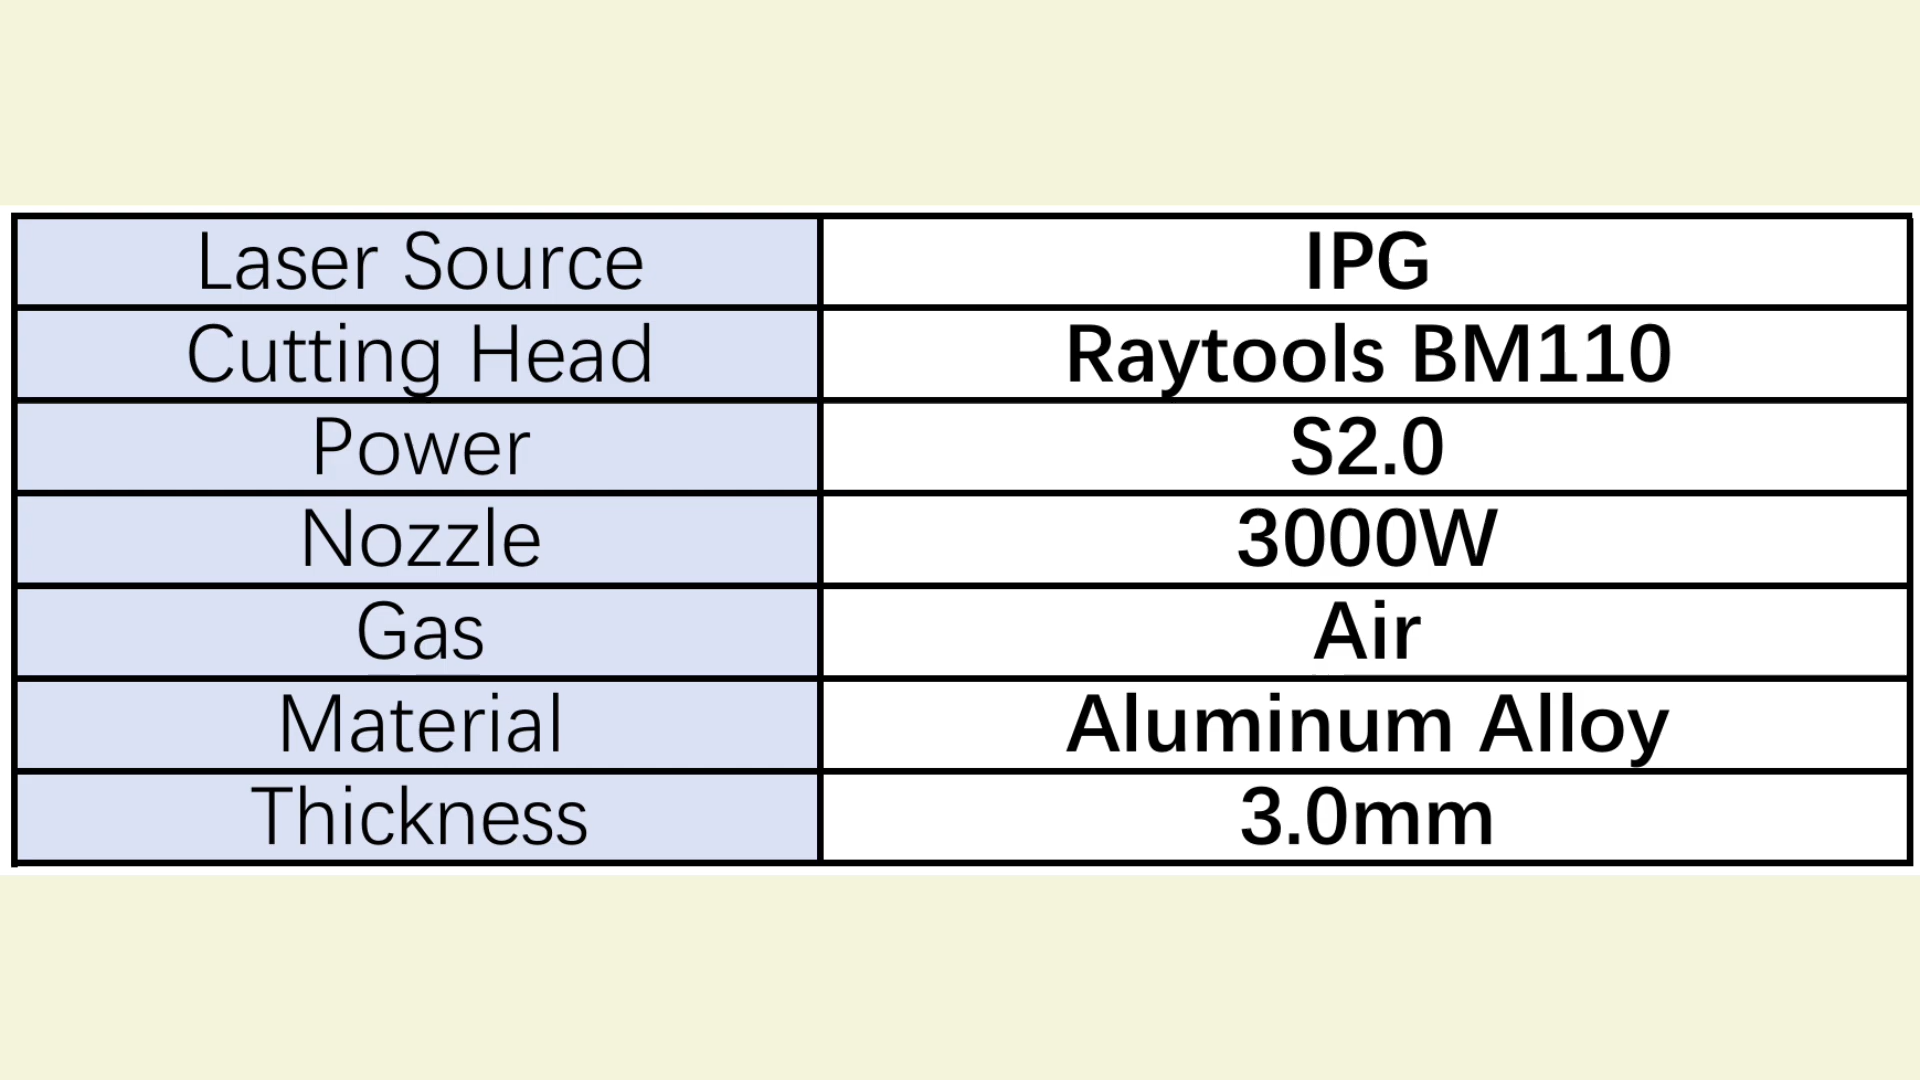 Laser Source IPG
Cutting Head Raytools BM110
Power S2.0
Nozzle 3000W
Gas Air
Material Aluminum Alloy
Thickness 3.0mm